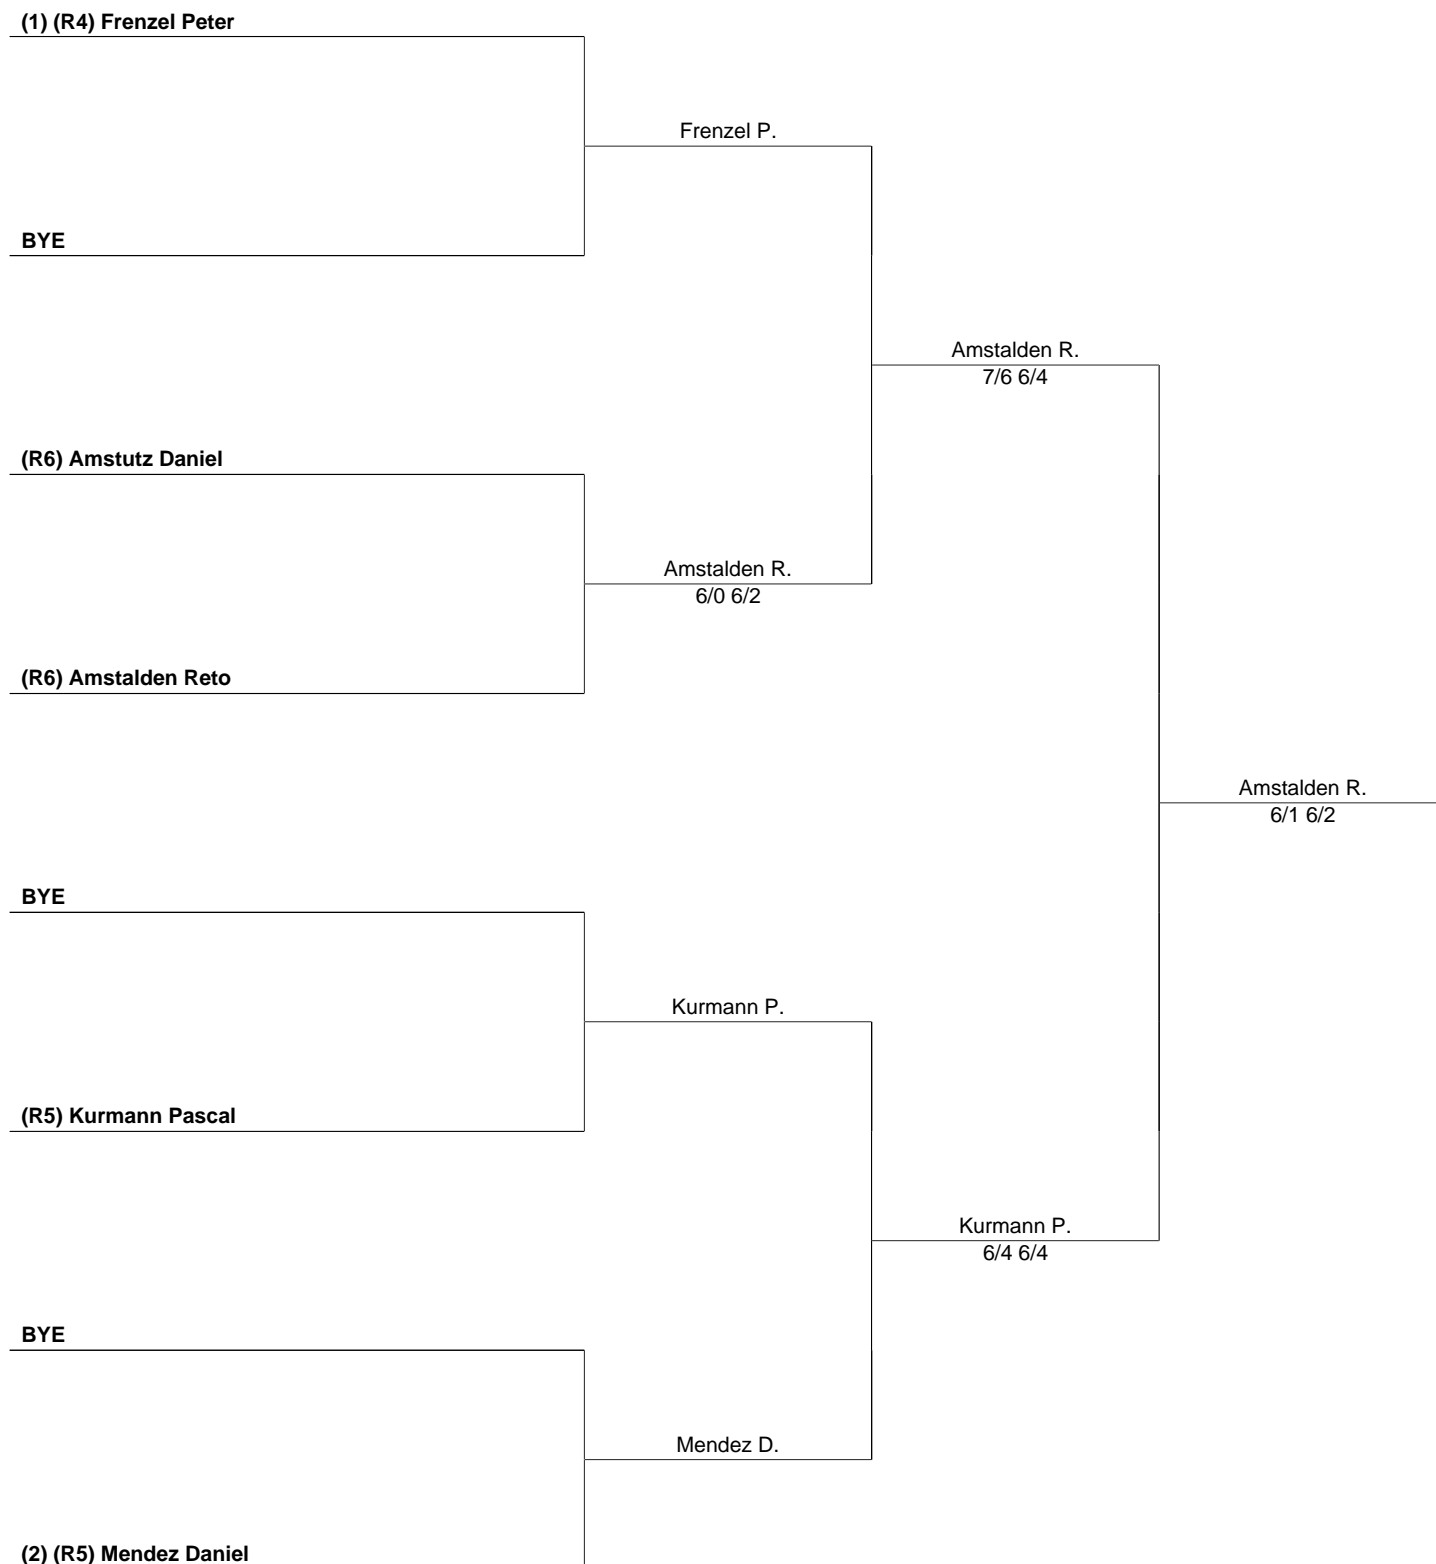 (1) (R4) Frenzel Peter
Frenzel P.
BYE
Amstalden R.
7/6 6/4
(R6) Amstutz Daniel
Amstalden R.
6/0 6/2
(R6) Amstalden Reto
Amstalden R.
6/1 6/2
BYE
Kurmann P.
(R5) Kurmann Pascal
Kurmann P.
6/4 6/4
BYE
Mendez D.
(2) (R5) Mendez Daniel